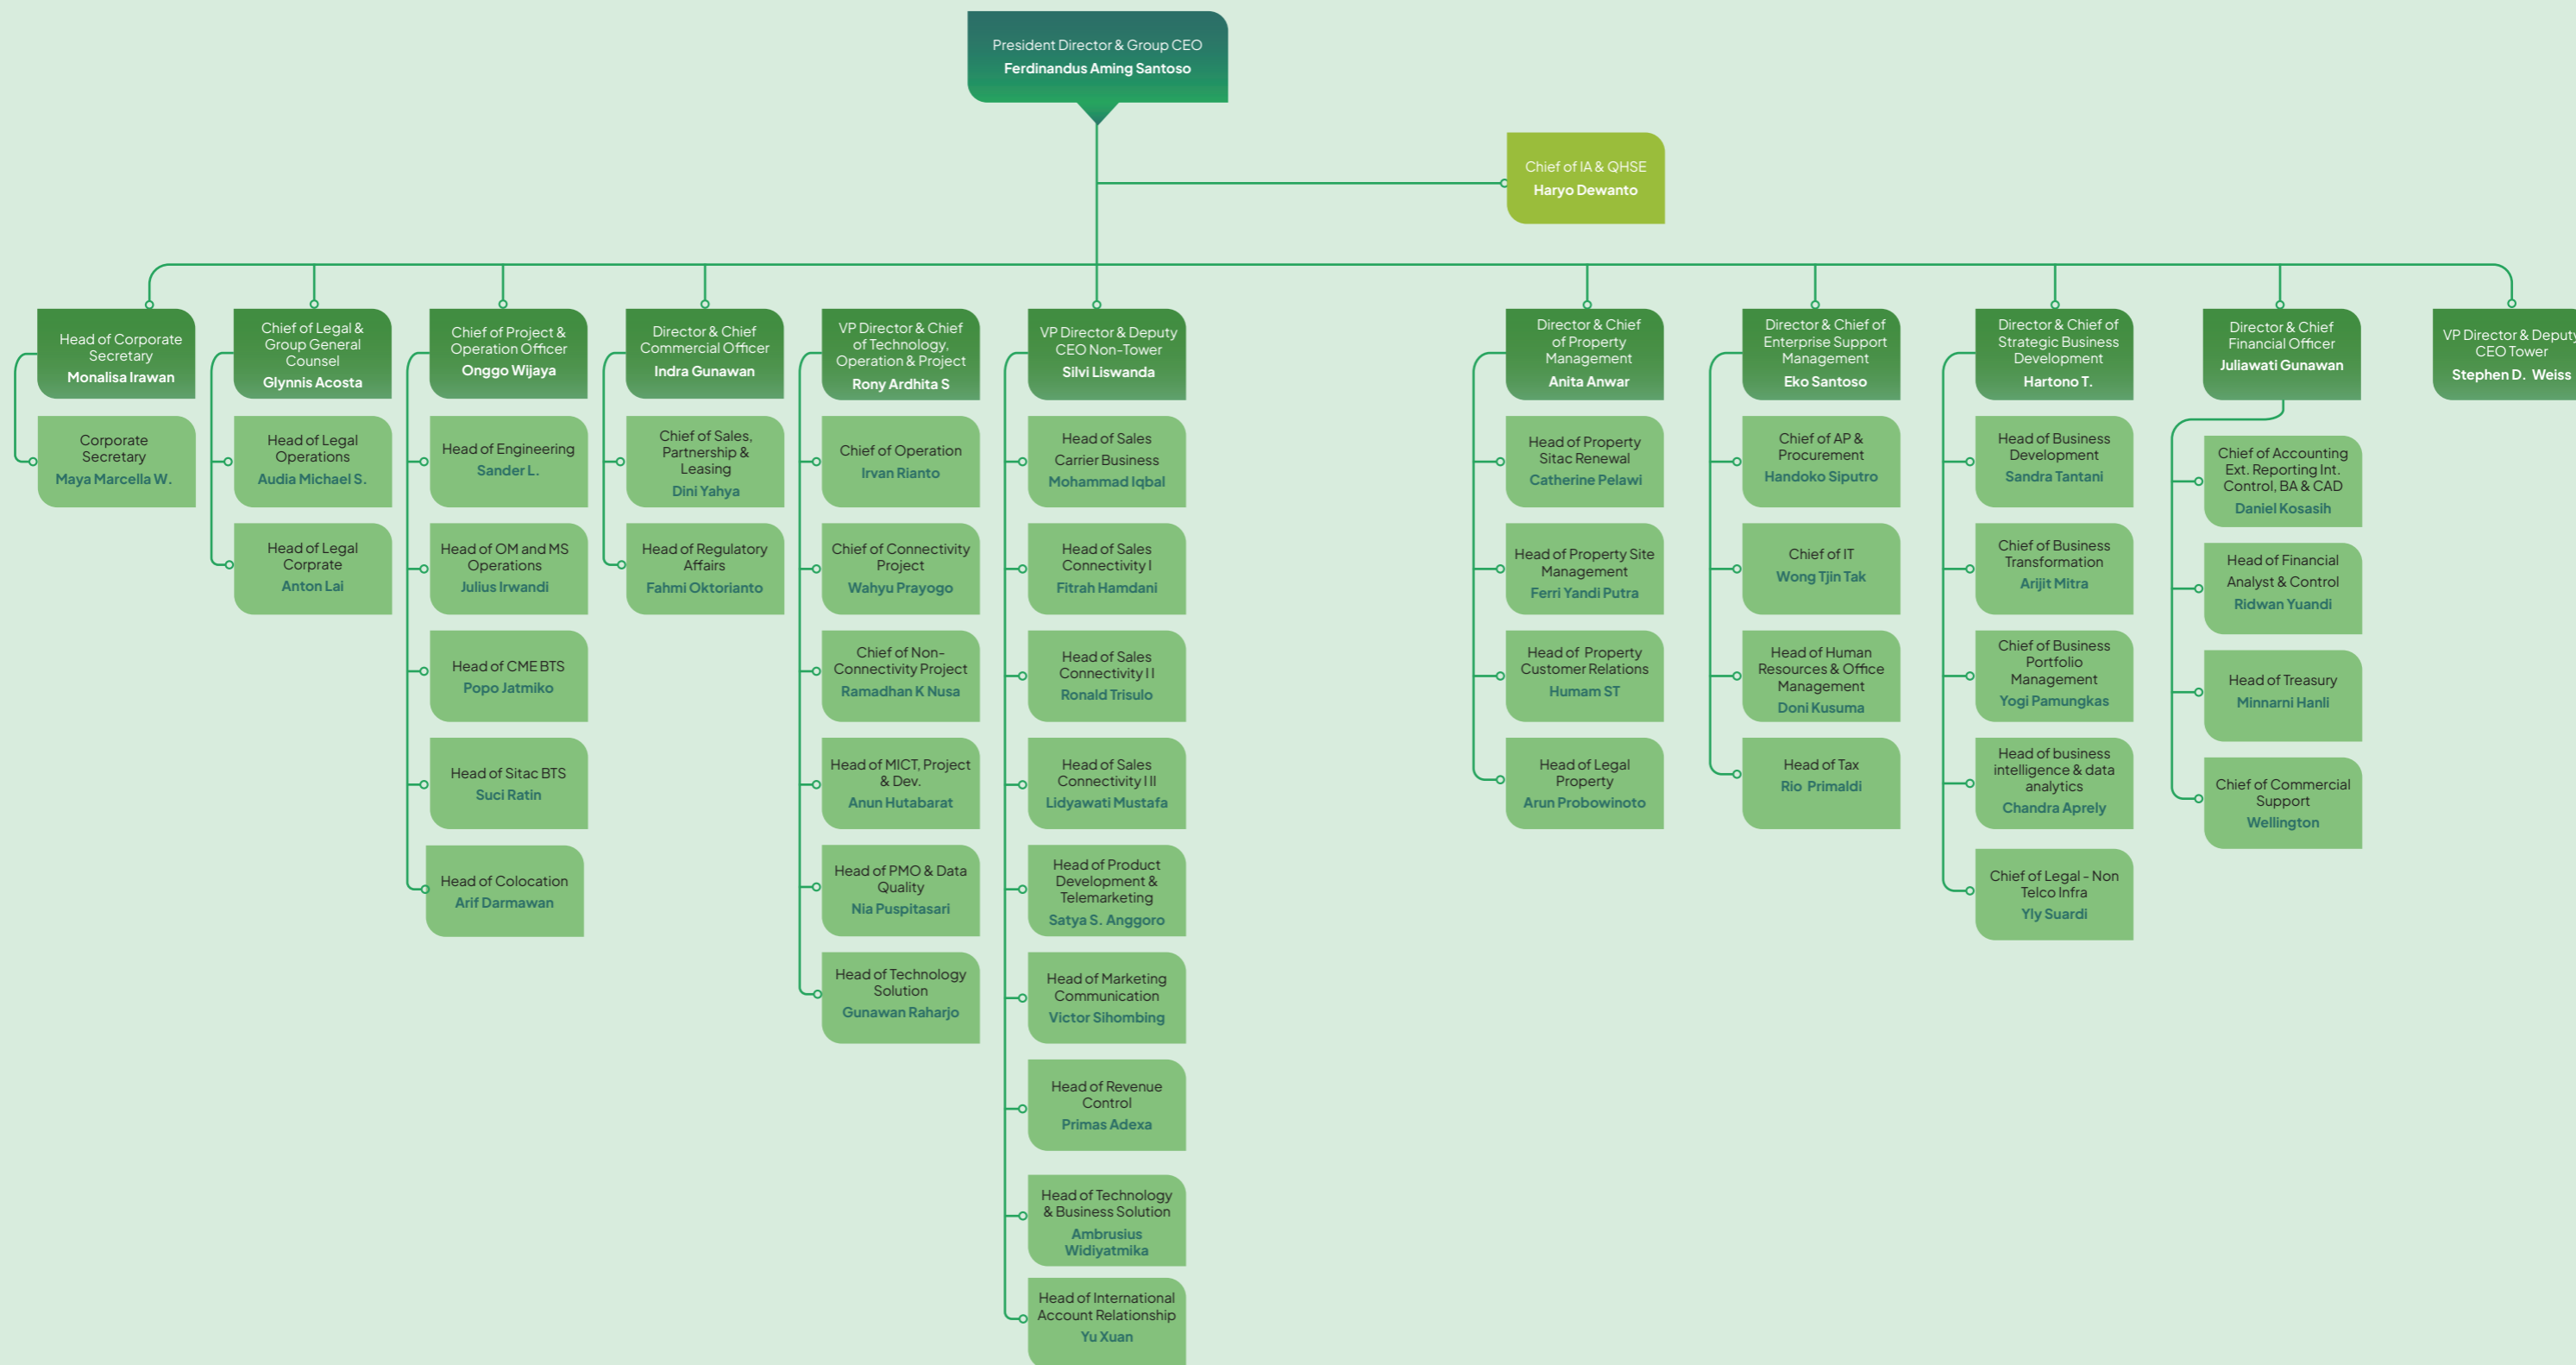 President Director & Group CEO
Ferdinandus Aming Santoso
Chief of IA & QHSE
Haryo Dewanto
Head of Corporate
Secretary
Monalisa Irawan
Corporate
Secretary
Maya Marcella W.
Chief of Legal &
Group General
Counsel
Glynnis Acosta
Head of Legal
Operations
Audia Michael S.
Head of Legal
Corprate
Anton Lai
Chief of Project &
Operation Officer
Onggo Wijaya
Head of Engineering
Sander L.
Head of OM and MS
Operations
Julius Irwandi
Head of CME BTS
Popo Jatmiko
Head of Sitac BTS
Suci Ratin
Head of Colocation
Arif Darmawan
Director & Chief
Commercial Officer
Indra Gunawan
Chief of Sales,
Partnership &
Leasing
Dini Yahya
Head of Regulatory
Affairs
Fahmi Oktorianto
VP Director & Chief
of Technology,
Operation & Project
Rony Ardhita S
Chief of Operation
Irvan Rianto
Chief of Connectivity
Project
Wahyu Prayogo
Chief of Non-
Connectivity Project
Ramadhan K Nusa
Head of MICT, Project
& Dev.
Anun Hutabarat
Head of PMO & Data
Quality
Nia Puspitasari
Head of Technology
Solution
Gunawan Raharjo
VP Director & Deputy
CEO Non-Tower
Silvi Liswanda
Head of Sales
Carrier Business
Mohammad Iqbal
Head of Sales
Connectivity I
Fitrah Hamdani
Head of Sales
Connectivity I I
Ronald Trisulo
Head of Sales
Connectivity I II
Lidyawati Mustafa
Head of Product
Development &
Telemarketing
Satya S. Anggoro
Head of Marketing
Communication
Victor Sihombing
Head of Revenue
Control
Primas Adexa
Head of Technology
& Business Solution
Ambrusius
Widiyatmika
Head of International
Account Relationship
Yu Xuan
Director & Chief
of Property
Management
Anita Anwar
Head of Property
Sitac Renewal
Catherine Pelawi
Head of Property Site
Management
Ferri Yandi Putra
Head of Property
Customer Relations
Humam ST
Head of Legal
Property
Arun Probowinoto
Director & Chief of
Enterprise Support
Management
Eko Santoso
Chief of AP &
Procurement
Handoko Siputro
Chief of IT
Wong Tjin Tak
Head of Human
Resources & Office
Management
Doni Kusuma
Head of Tax
Rio Primaldi
Director & Chief of
Strategic Business
Development
Hartono T.
Head of Business
Development
Sandra Tantani
Chief of Business
Transformation
Arijit Mitra
Chief of Business
Portfolio
Management
Yogi Pamungkas
Head of business
intelligence & data
analytics
Chandra Aprely
Chief of Legal - Non
Telco Infra
Yly Suardi
Director & Chief
Financial Officer
Juliawati Gunawan
Chief of Accounting
Ext. Reporting Int.
Control, BA & CAD
Daniel Kosasih
Head of Financial
Analyst & Control
Ridwan Yuandi
Head of Treasury
Minnarni Hanli
Chief of Commercial
Support
Wellington
VP Director & Deputy
CEO Tower
Stephen D. Weiss